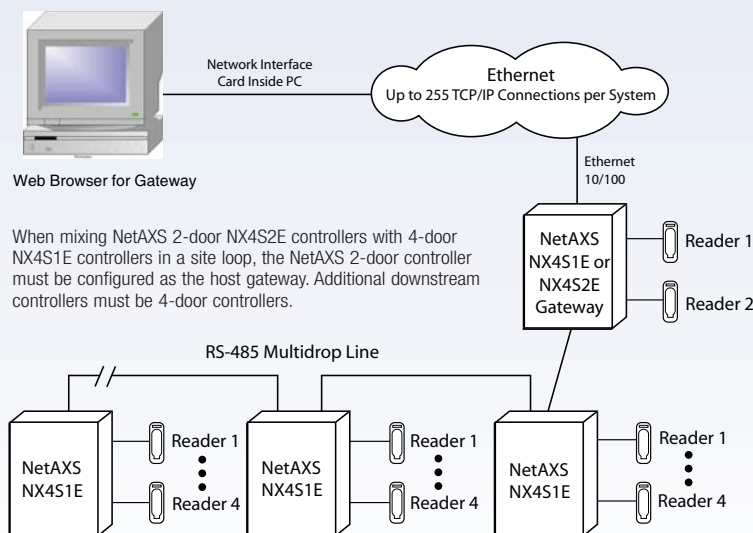 Network Interface
Card Inside PC
Ethernet
Up to 255 TCP/IP Connections per System
Web Browser for Gateway
Ethernet
10/100
When mixing NetAXS 2-door NX4S2E controllers with 4-door
NX4S1E controllers in a site loop, the NetAXS 2-door controller
must be configured as the host gateway. Additional downstream
controllers must be 4-door controllers.
NetAXS
NX4S1E or
NX4S2E
Gateway
Reader 1
Reader 2
RS-485 Multidrop Line
NetAXS
NX4S1E
Reader 1
Reader 4
NetAXS
NX4S1E
Reader 1
Reader 4
NetAXS
NX4S1E
Reader 1
Reader 4